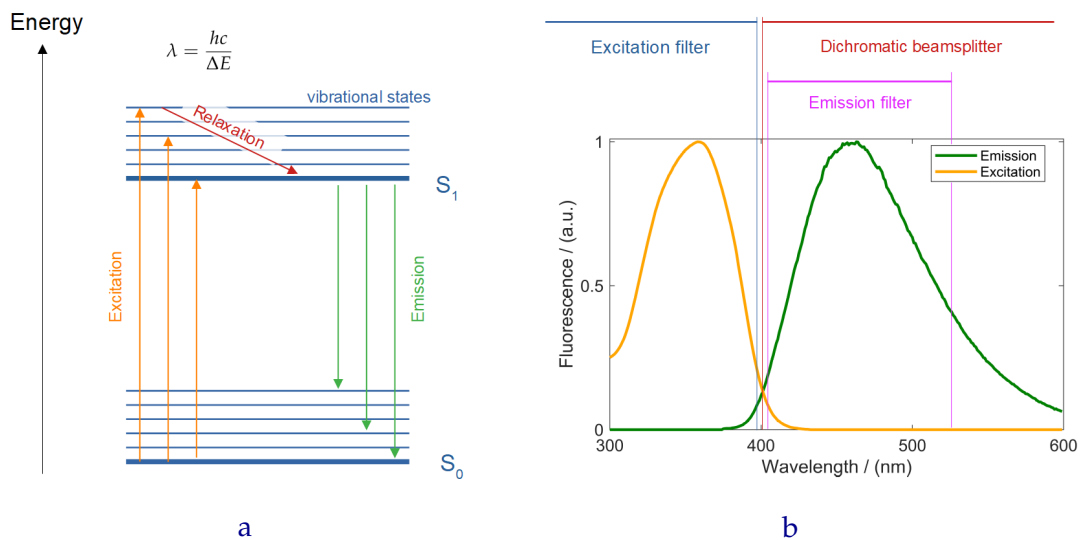 Energy
λ = hc/ΔE
vibrational states
Relaxation
S₁
Excitation
Emission
S₀
a
Excitation filter
Dichromatic beamsplitter
Emission filter
Emission
Excitation
Fluorescence / (a.u.)
1
0.5
0
300
400
500
600
Wavelength / (nm)
b